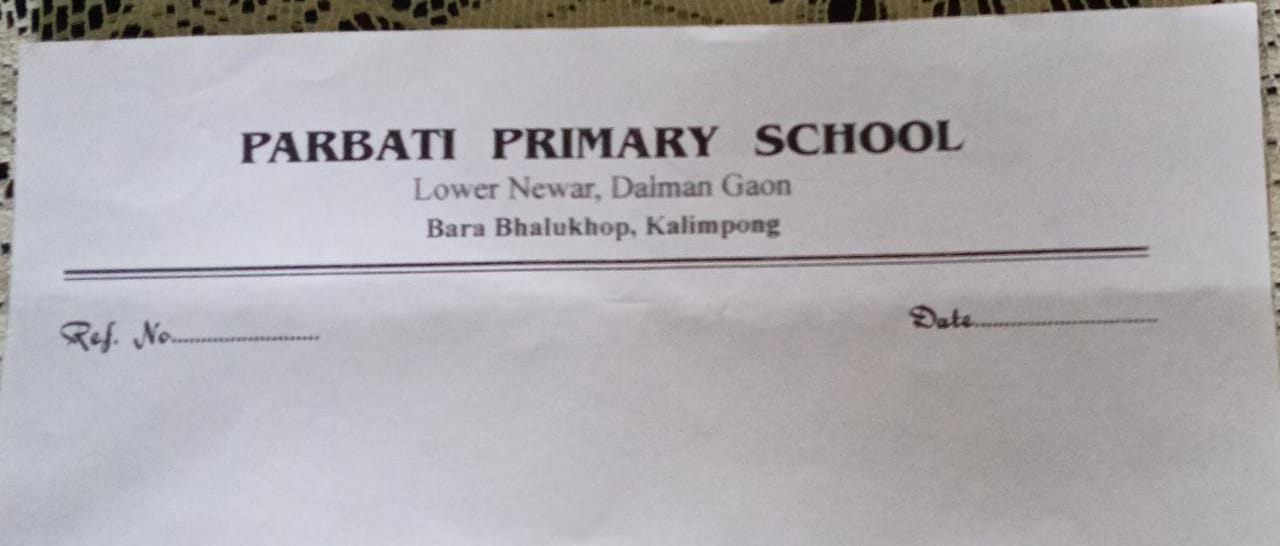 PARBATI PRIMARY SCHOOL
Lower Newar, Dalman Gaon
Bara Bhalukhop, Kalimpong
Ref. No.......................... Date................................